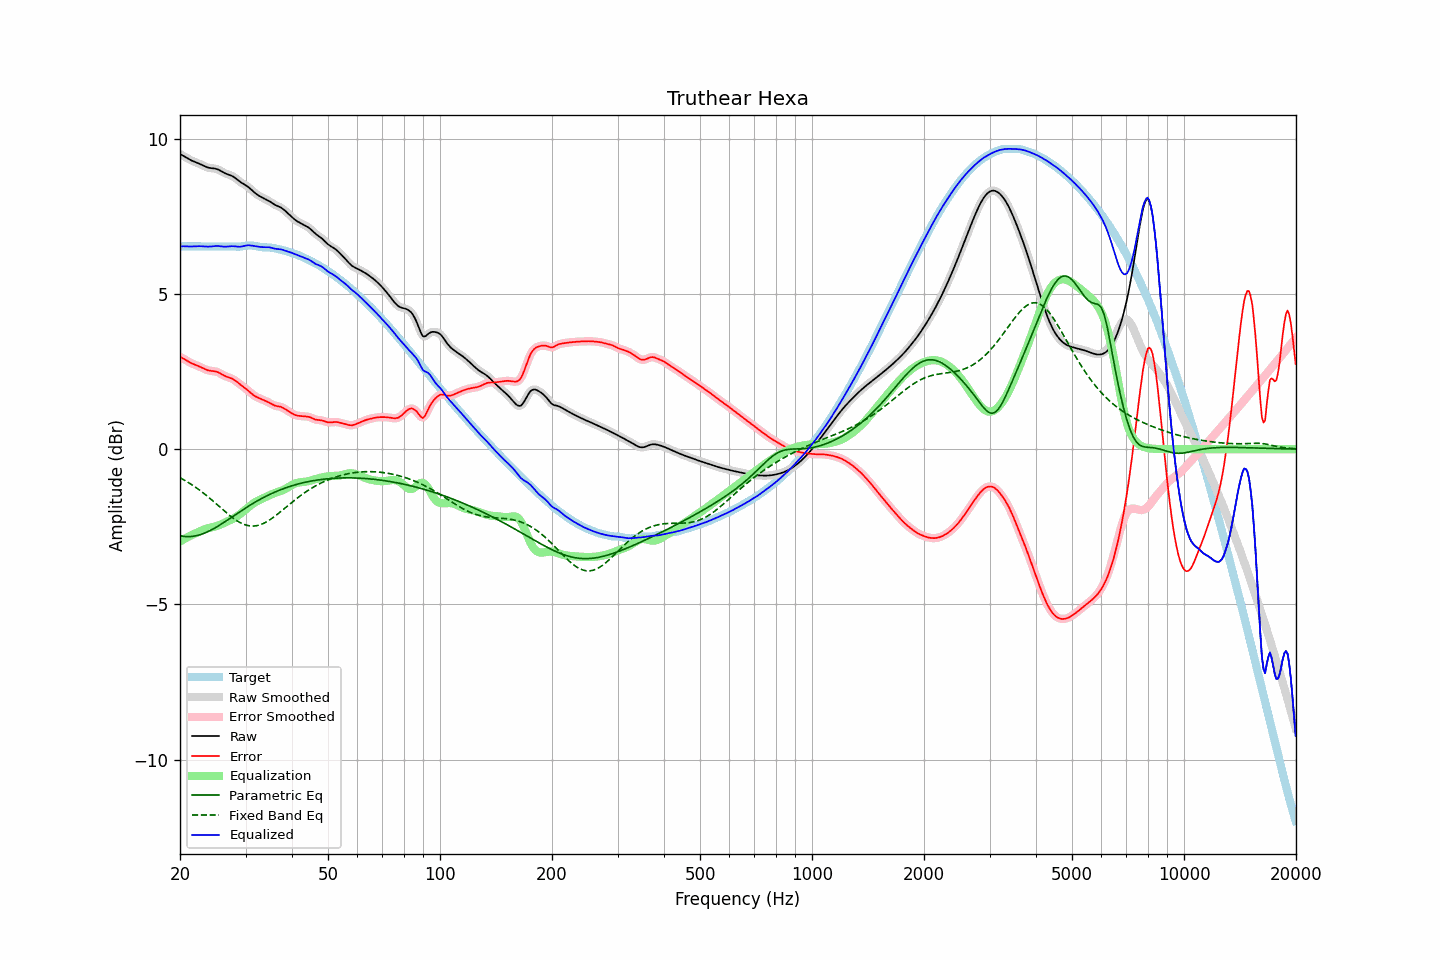 Truthear Hexa
Amplitude (dBr)
10
5
0
−5
−10
Target
Raw Smoothed
Error Smoothed
Raw
Error
Equalization
Parametric Eq
Fixed Band Eq
Equalized
20 50 100 200 500 1000 2000 5000 10000 20000
Frequency (Hz)